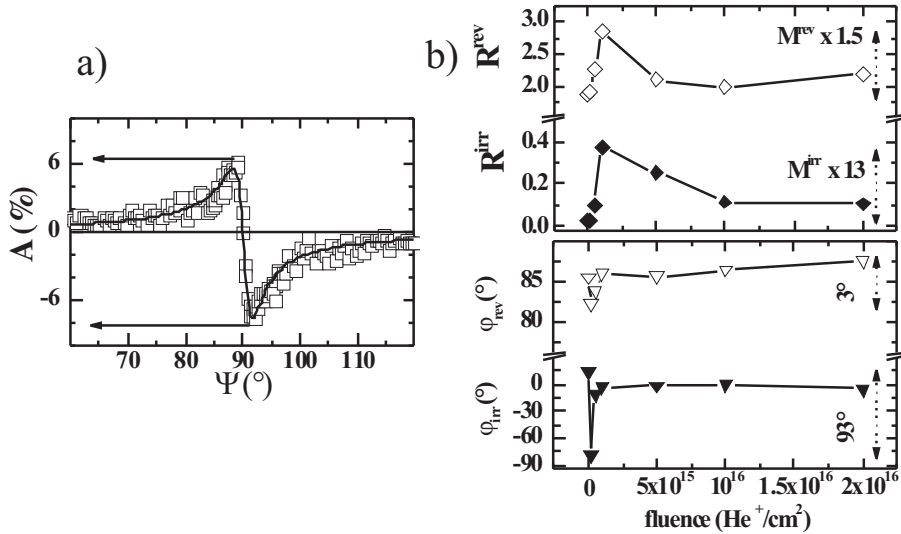 a)
A (%)
6
0
-6
70 80 90 100 110
Ψ(°)
b)
R^rev
3.0
2.5
2.0
M^rev x 1.5
R^irr
0.4
0.2
0.0
M^irr x 13
φ_rev(°)
85
80
3°
φ_irr(°)
0
-30
-60
-90
93°
0 5x10^15 10^16 1.5x10^16 2x10^16
fluence (He^+/cm^2)